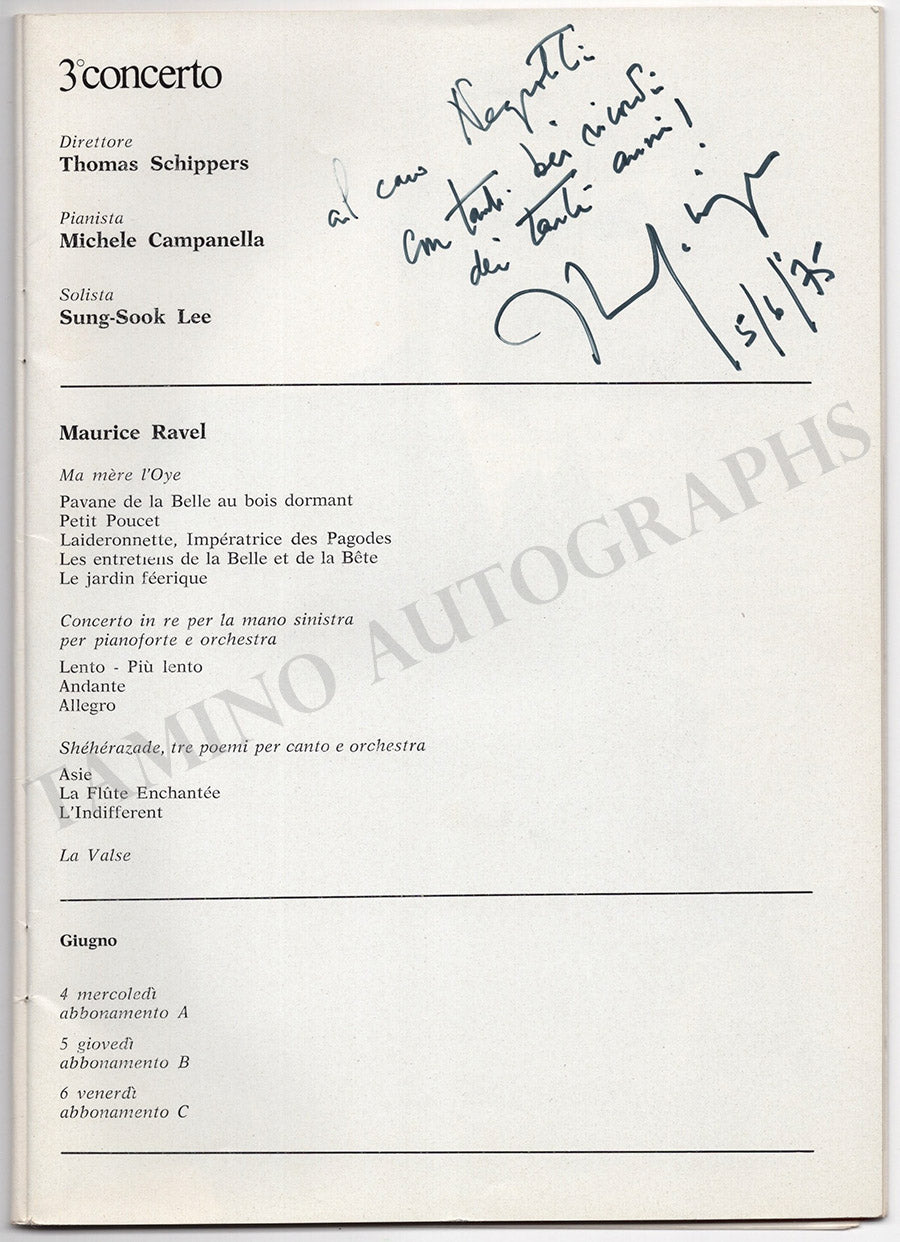 3° concerto
Direttore
Thomas Schippers
Pianista
Michele Campanella
Solista
Sung-Sook Lee
al caro Negrotti
con tanti bei ricordi
dei tanti anni!
5/6/75
Maurice Ravel
Ma mère l'Oye
Pavane de la Belle au bois dormant
Petit Poucet
Laideronnette, Impératrice des Pagodes
Les entretiens de la Belle et de la Bête
Le jardin féerique
Concerto in re per la mano sinistra
per pianoforte e orchestra
Lento - Più lento
Andante
Allegro
Shéhérazade, tre poemi per canto e orchestra
Asie
La Flûte Enchantée
L'Indifferent
La Valse
Giugno
4 mercoledì
abbonamento A
5 giovedì
abbonamento B
6 venerdì
abbonamento C
TAMINO AUTOGRAPHS